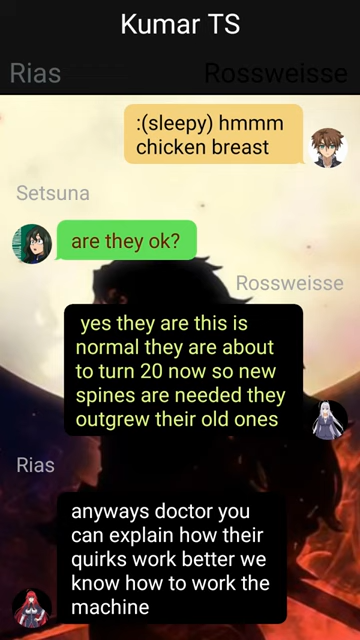 Kumar TS
Rias
Rossweisse
:(sleepy) hmmm
chicken breast
Setsuna
are they ok?
Rossweisse
yes they are this is
normal they are about
to turn 20 now so new
spines are needed they
outgrew their old ones
Rias
anyways doctor you
can explain how their
quirks work better we
know how to work the
machine